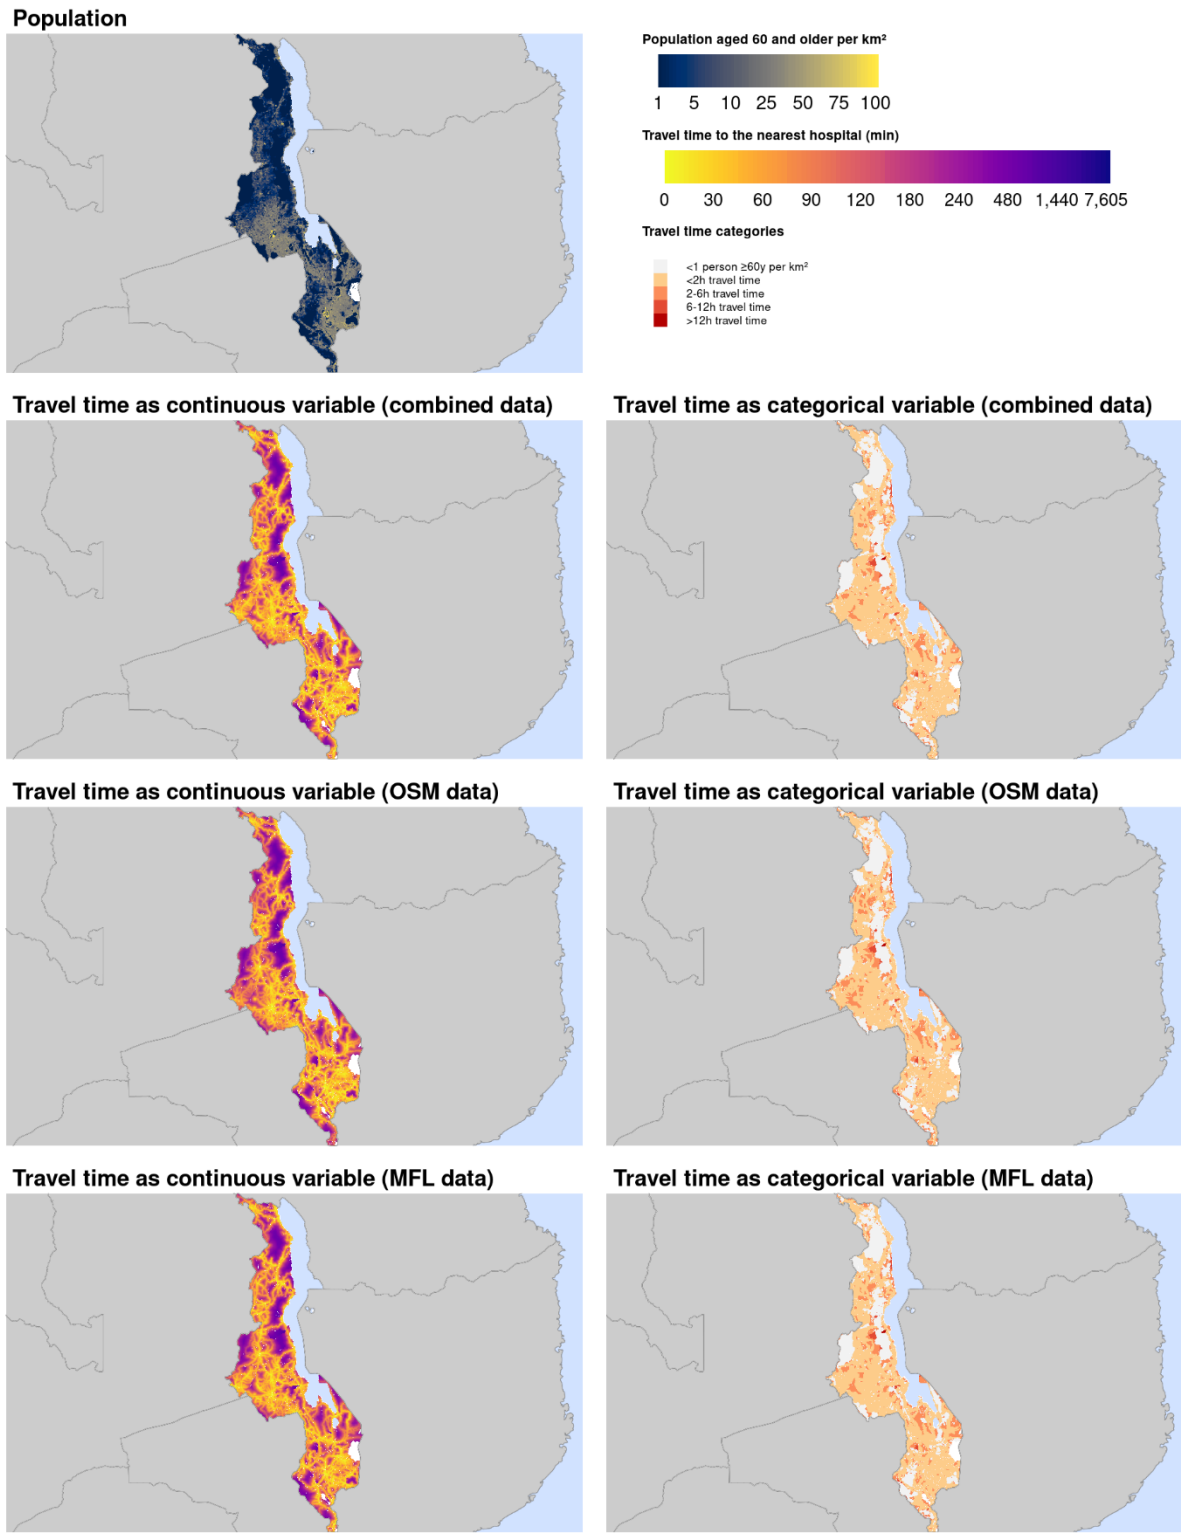 Population
Population aged 60 and older per km²
1 5 10 25 50 75 100
Travel time to the nearest hospital (min)
0 30 60 90 120 180 240 480 1,440 7,605
Travel time categories
<1 person ≥60y per km²
<2h travel time
2-6h travel time
6-12h travel time
>12h travel time
Travel time as continuous variable (combined data)
Travel time as categorical variable (combined data)
Travel time as continuous variable (OSM data)
Travel time as categorical variable (OSM data)
Travel time as continuous variable (MFL data)
Travel time as categorical variable (MFL data)